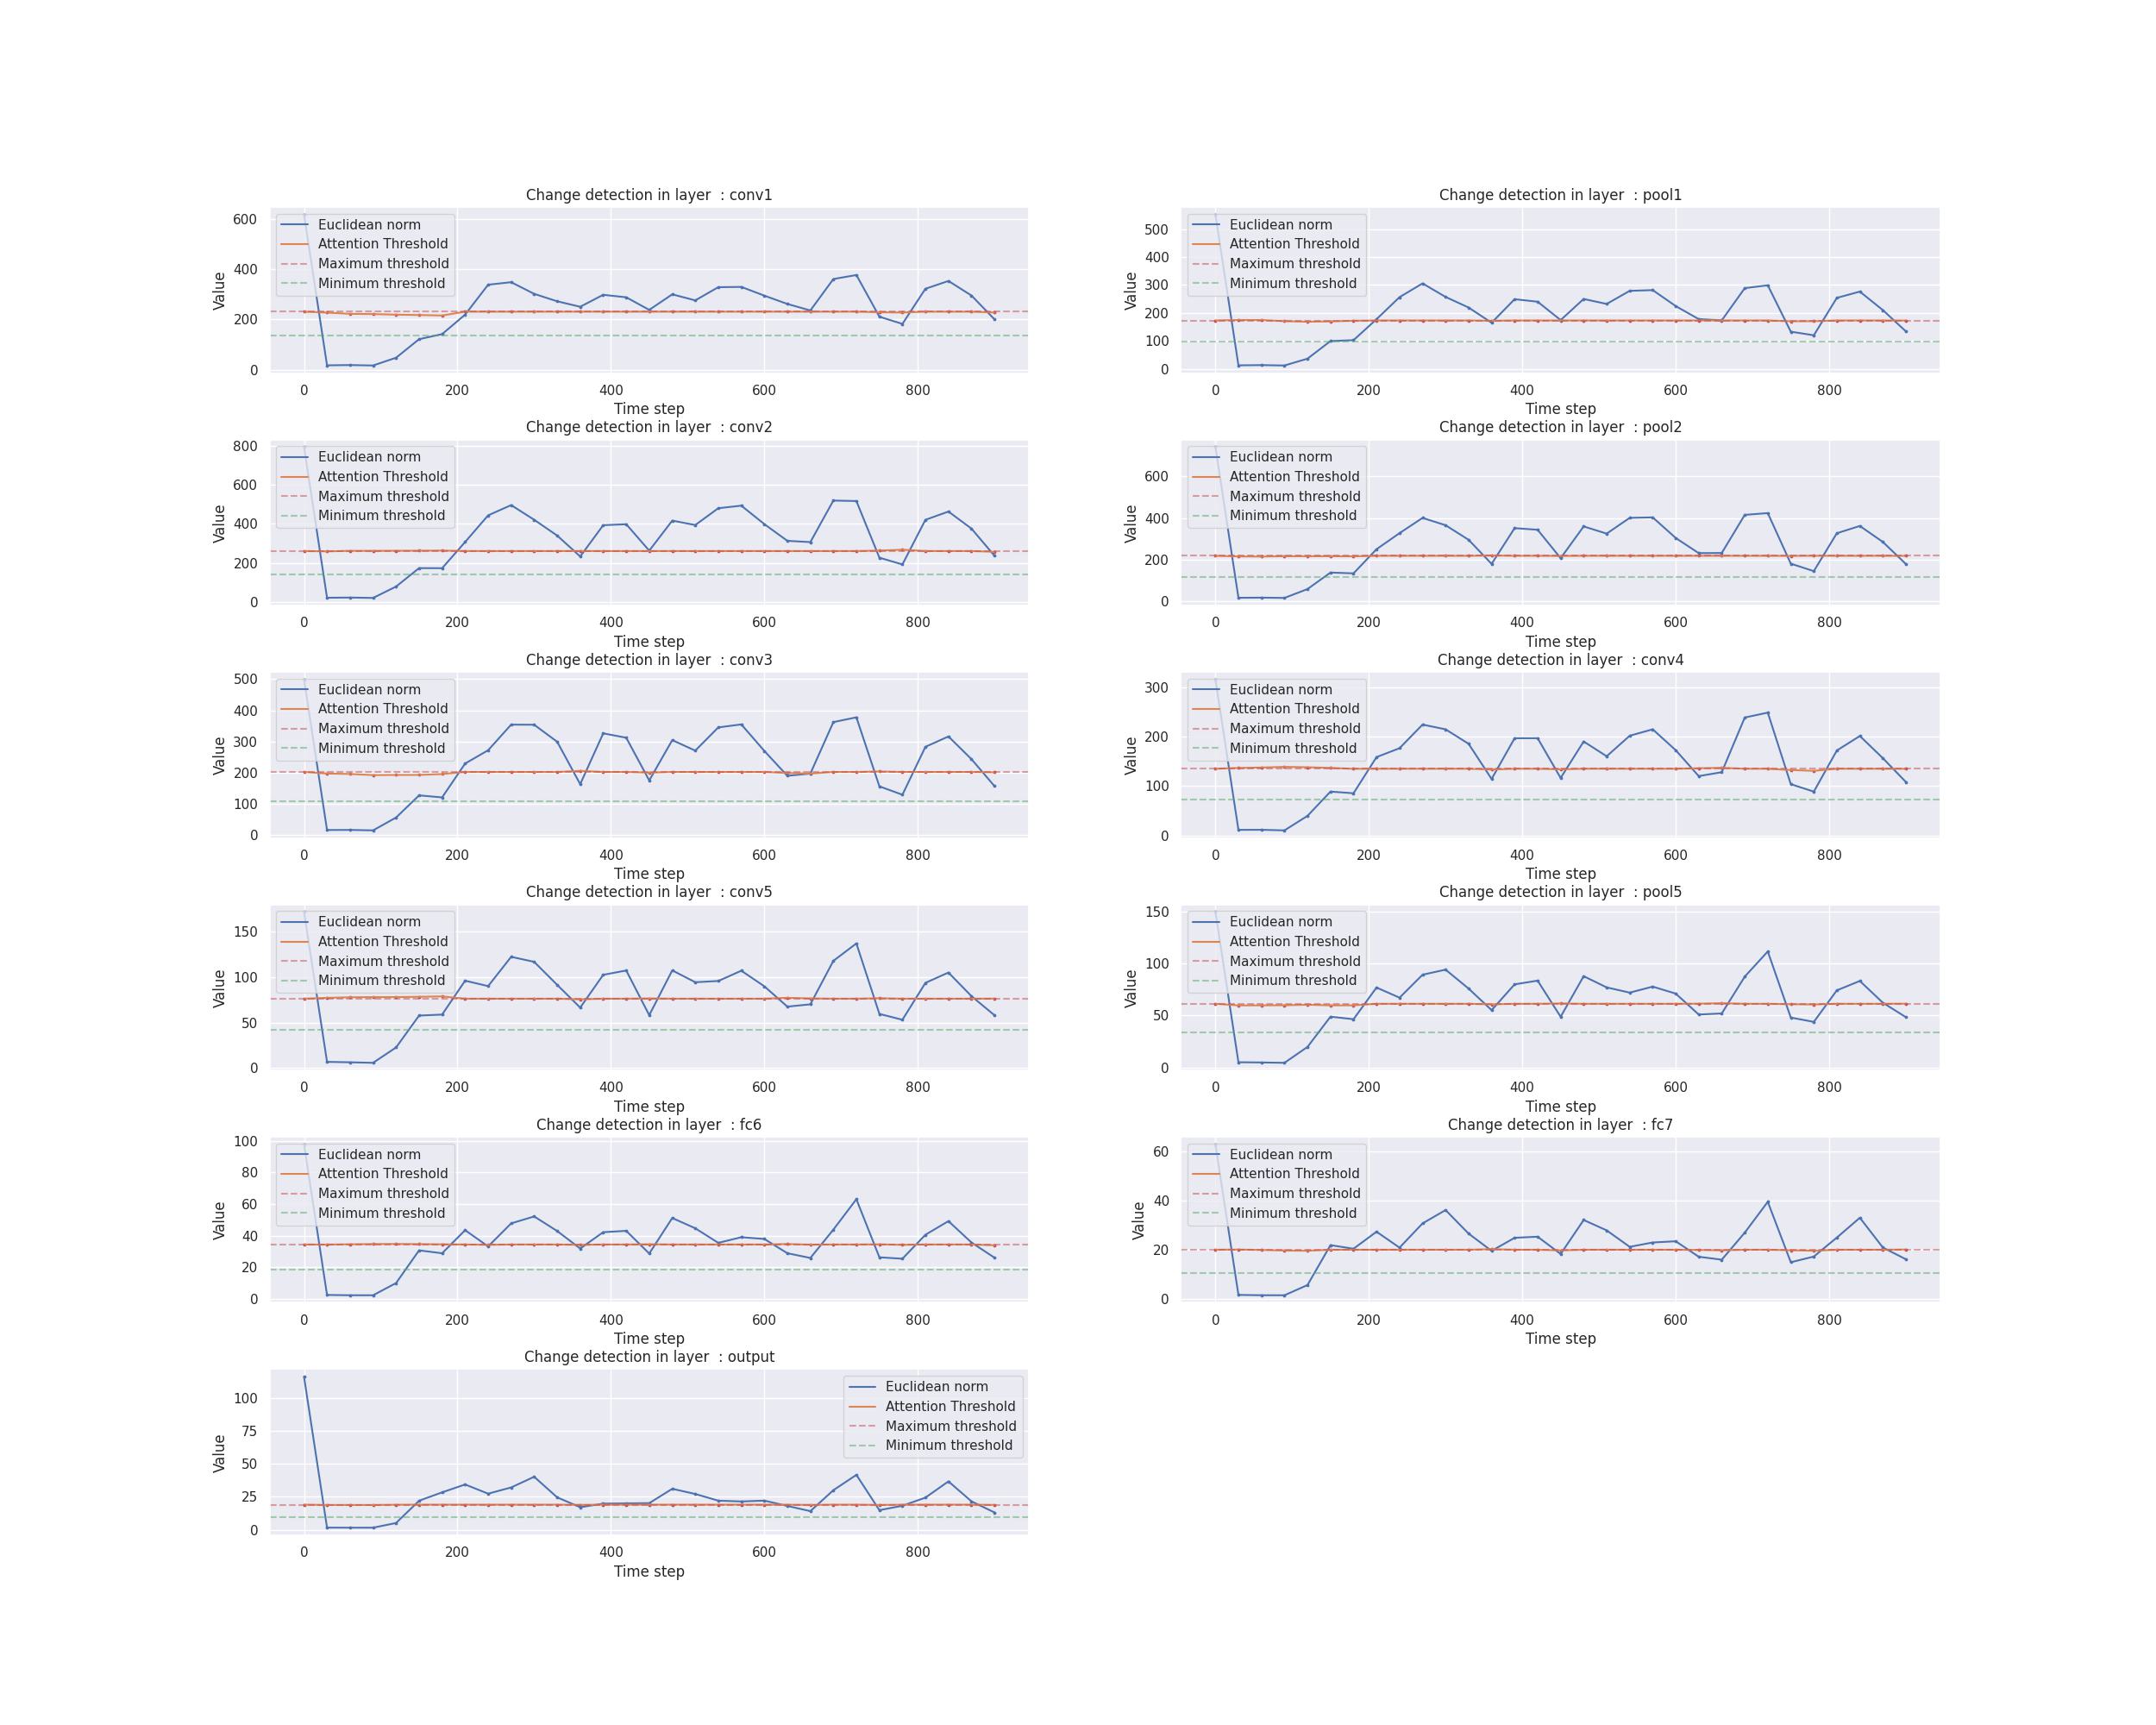 Change detection in layer : conv1
600
400
200
0
Value
Euclidean norm
Attention Threshold
Maximum threshold
Minimum threshold
0 200 400 600 800
Time step
Change detection in layer : pool1
500
400
300
200
100
0
Value
Euclidean norm
Attention Threshold
Maximum threshold
Minimum threshold
0 200 400 600 800
Time step
Change detection in layer : conv2
800
600
400
200
0
Value
Euclidean norm
Attention Threshold
Maximum threshold
Minimum threshold
0 200 400 600 800
Time step
Change detection in layer : pool2
600
400
200
0
Value
Euclidean norm
Attention Threshold
Maximum threshold
Minimum threshold
0 200 400 600 800
Time step
Change detection in layer : conv3
500
400
300
200
100
0
Value
Euclidean norm
Attention Threshold
Maximum threshold
Minimum threshold
0 200 400 600 800
Time step
Change detection in layer : conv4
300
200
100
0
Value
Euclidean norm
Attention Threshold
Maximum threshold
Minimum threshold
0 200 400 600 800
Time step
Change detection in layer : conv5
150
100
50
0
Value
Euclidean norm
Attention Threshold
Maximum threshold
Minimum threshold
0 200 400 600 800
Time step
Change detection in layer : pool5
150
100
50
0
Value
Euclidean norm
Attention Threshold
Maximum threshold
Minimum threshold
0 200 400 600 800
Time step
Change detection in layer : fc6
100
80
60
40
20
0
Value
Euclidean norm
Attention Threshold
Maximum threshold
Minimum threshold
0 200 400 600 800
Time step
Change detection in layer : fc7
60
40
20
0
Value
Euclidean norm
Attention Threshold
Maximum threshold
Minimum threshold
0 200 400 600 800
Time step
Change detection in layer : output
100
75
50
25
0
Value
Euclidean norm
Attention Threshold
Maximum threshold
Minimum threshold
0 200 400 600 800
Time step